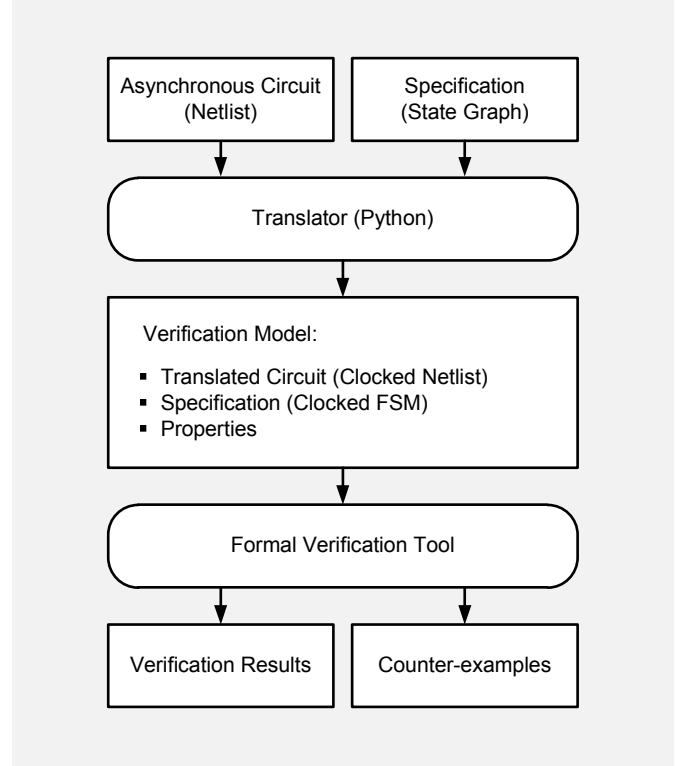 Asynchronous Circuit
(Netlist)
Specification
(State Graph)
Translator (Python)
Verification Model:
▪ Translated Circuit (Clocked Netlist)
▪ Specification (Clocked FSM)
▪ Properties
Formal Verification Tool
Verification Results
Counter-examples